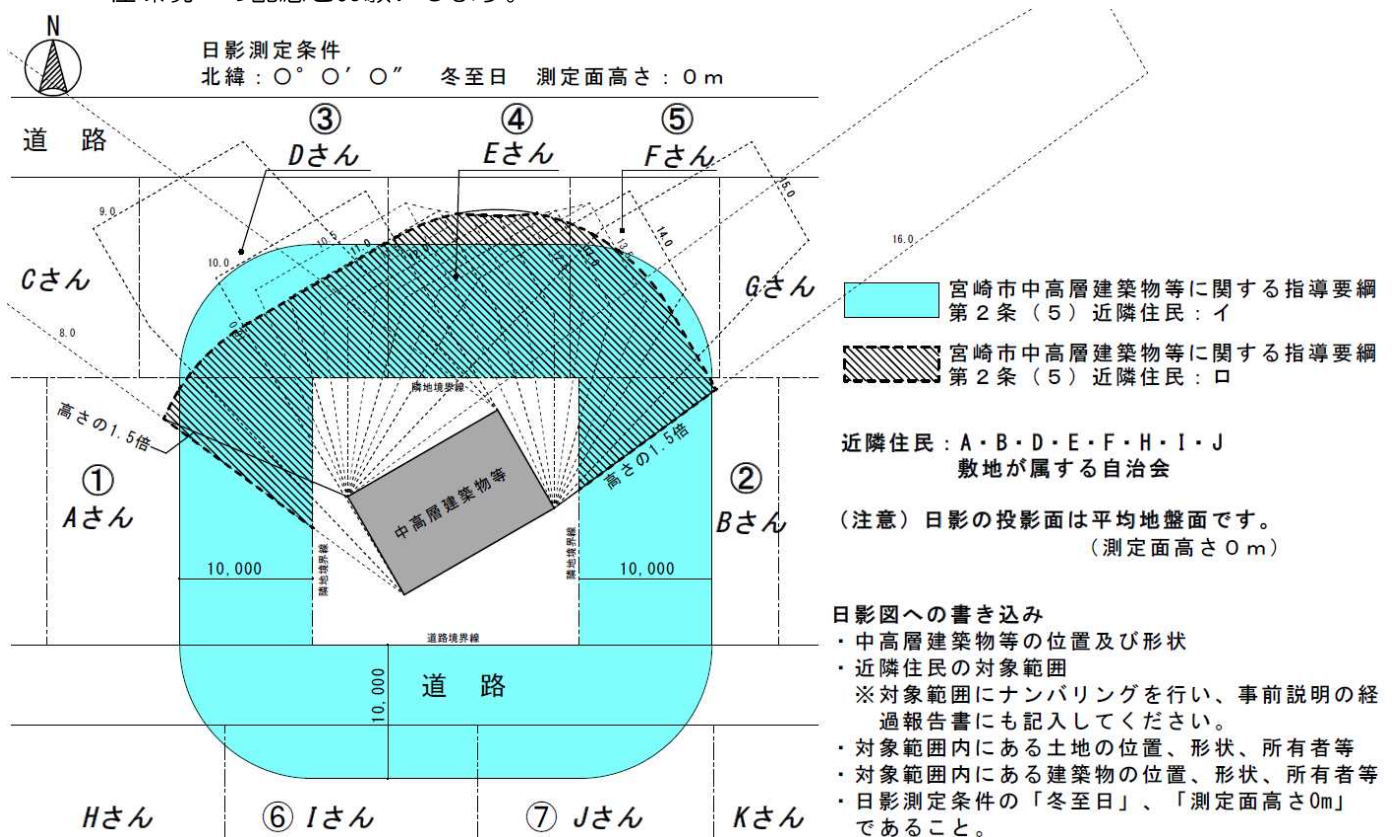 N
日影測定条件
北緯:○°○′○″ 冬至日 測定面高さ:0m
道 路
③
Dさん
④
Eさん
⑤
Fさん
9.0
10.0
10.5
11.0
13.0
14.0
15.0
16.0
8.0
Cさん
Gさん
宮崎市中高層建築物等に関する指導要綱
第2条(5)近隣住民:イ
宮崎市中高層建築物等に関する指導要綱
第2条(5)近隣住民:ロ
隣地境界線
高さの1.5倍
高さの1.5倍
中高層建築物等
①
Aさん
②
Bさん
近隣住民:A・B・D・E・F・H・I・J
敷地が属する自治会
(注意)日影の投影面は平均地盤面です。
(測定面高さ0m)
10,000
隣地境界線
隣地境界線
10,000
道路境界線
10,000
道 路
日影図への書き込み
・中高層建築物等の位置及び形状
・近隣住民の対象範囲
※対象範囲にナンバリングを行い、事前説明の経
過報告書にも記入してください。
・対象範囲内にある土地の位置、形状、所有者等
・対象範囲内にある建築物の位置、形状、所有者等
・日影測定条件の「冬至日」、「測定面高さ0m」
であること。
Hさん
⑥ Iさん
⑦ Jさん
Kさん